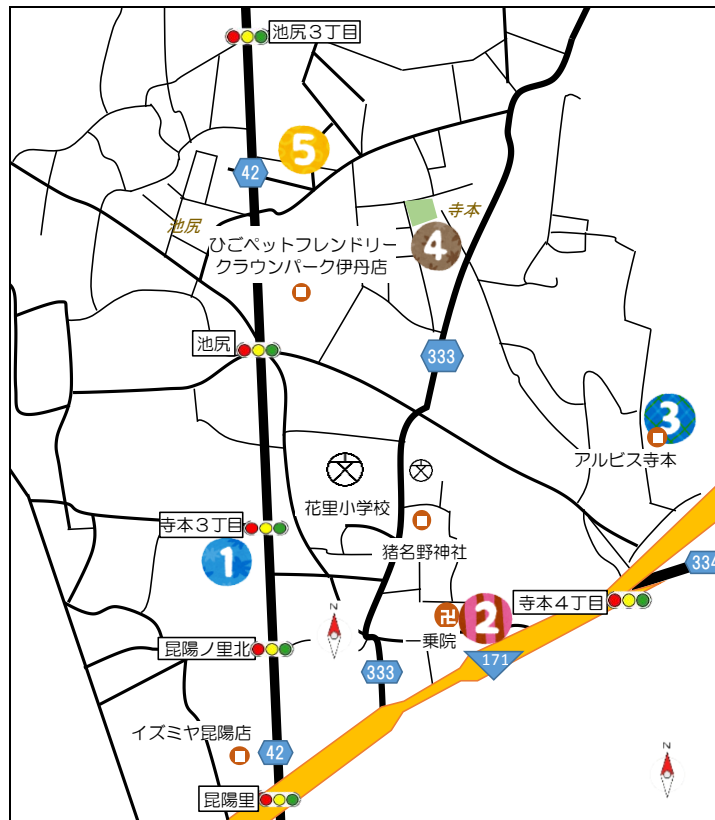 池尻3丁目
5
42
池尻
寺本
ひごペットフレンドリー
クラウンパーク伊丹店
4
池尻
333
3
アルビス寺本
花里小学校
寺本3丁目
猪名野神社
1
334
寺本4丁目
2
卍
一乗院
N
昆陽ノ里北
171
333
イズミヤ昆陽店
42
N
昆陽里